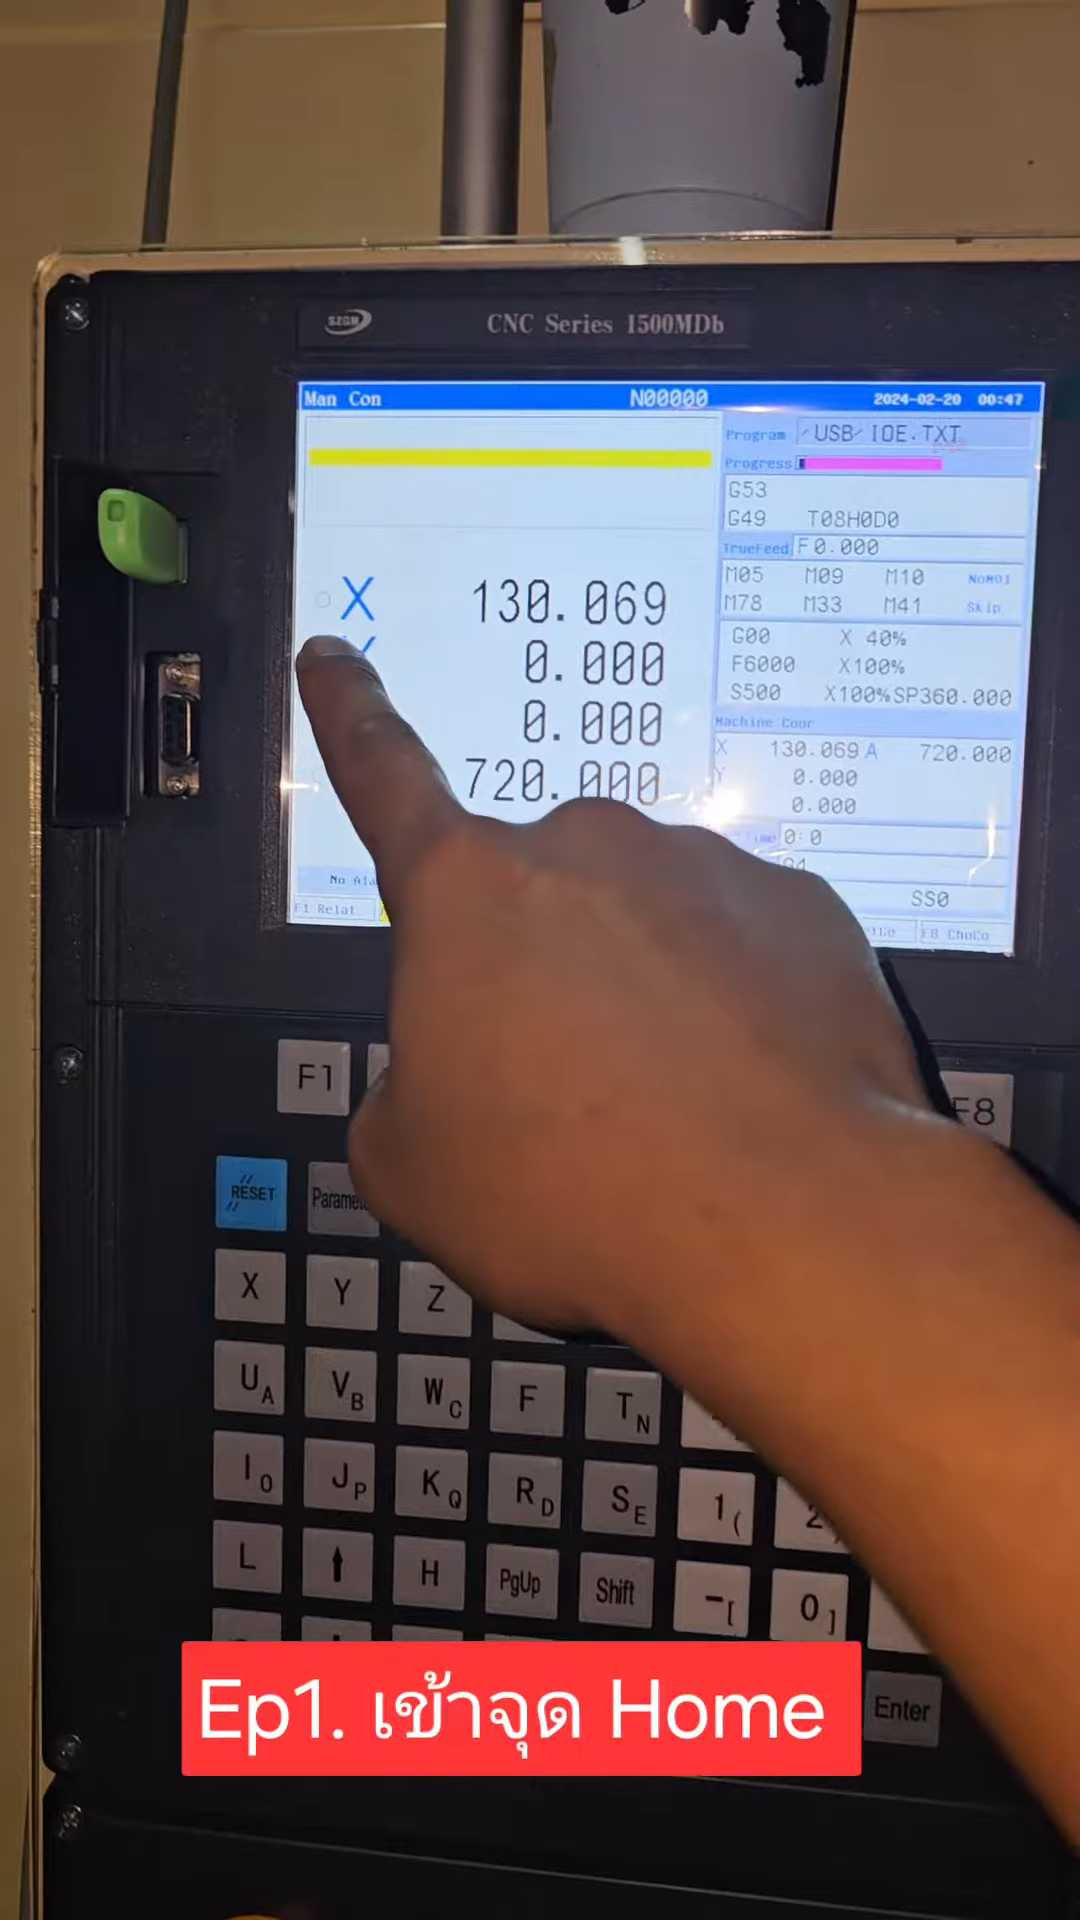 SZGH CNC Series 1500MDb
Man Con N00000 2024-02-20 00:47
Program /USB/ IOE.TXT
Progress
G53
G49 T08H0D0
TrueFeed F0.000
M05 M09 M10
M78 M33 M41 Skip
G00 X 40%
F6000 X100%
S500 X100%SP360.000
Machine Coor
X 130.069 A 720.000
Y 0.000
0.000
0:0
SS0
X 130.069
Y 0.000
0.000
720.000
F1 Relat
F8 ChoCo
F1
F8
RESET
X Y Z
UA VB WC F TN
IO JP KQ RD SE 1( 2
L ↑ H PgUp Shift -[ 0]
Enter
Ep1. เข้าจุด Home